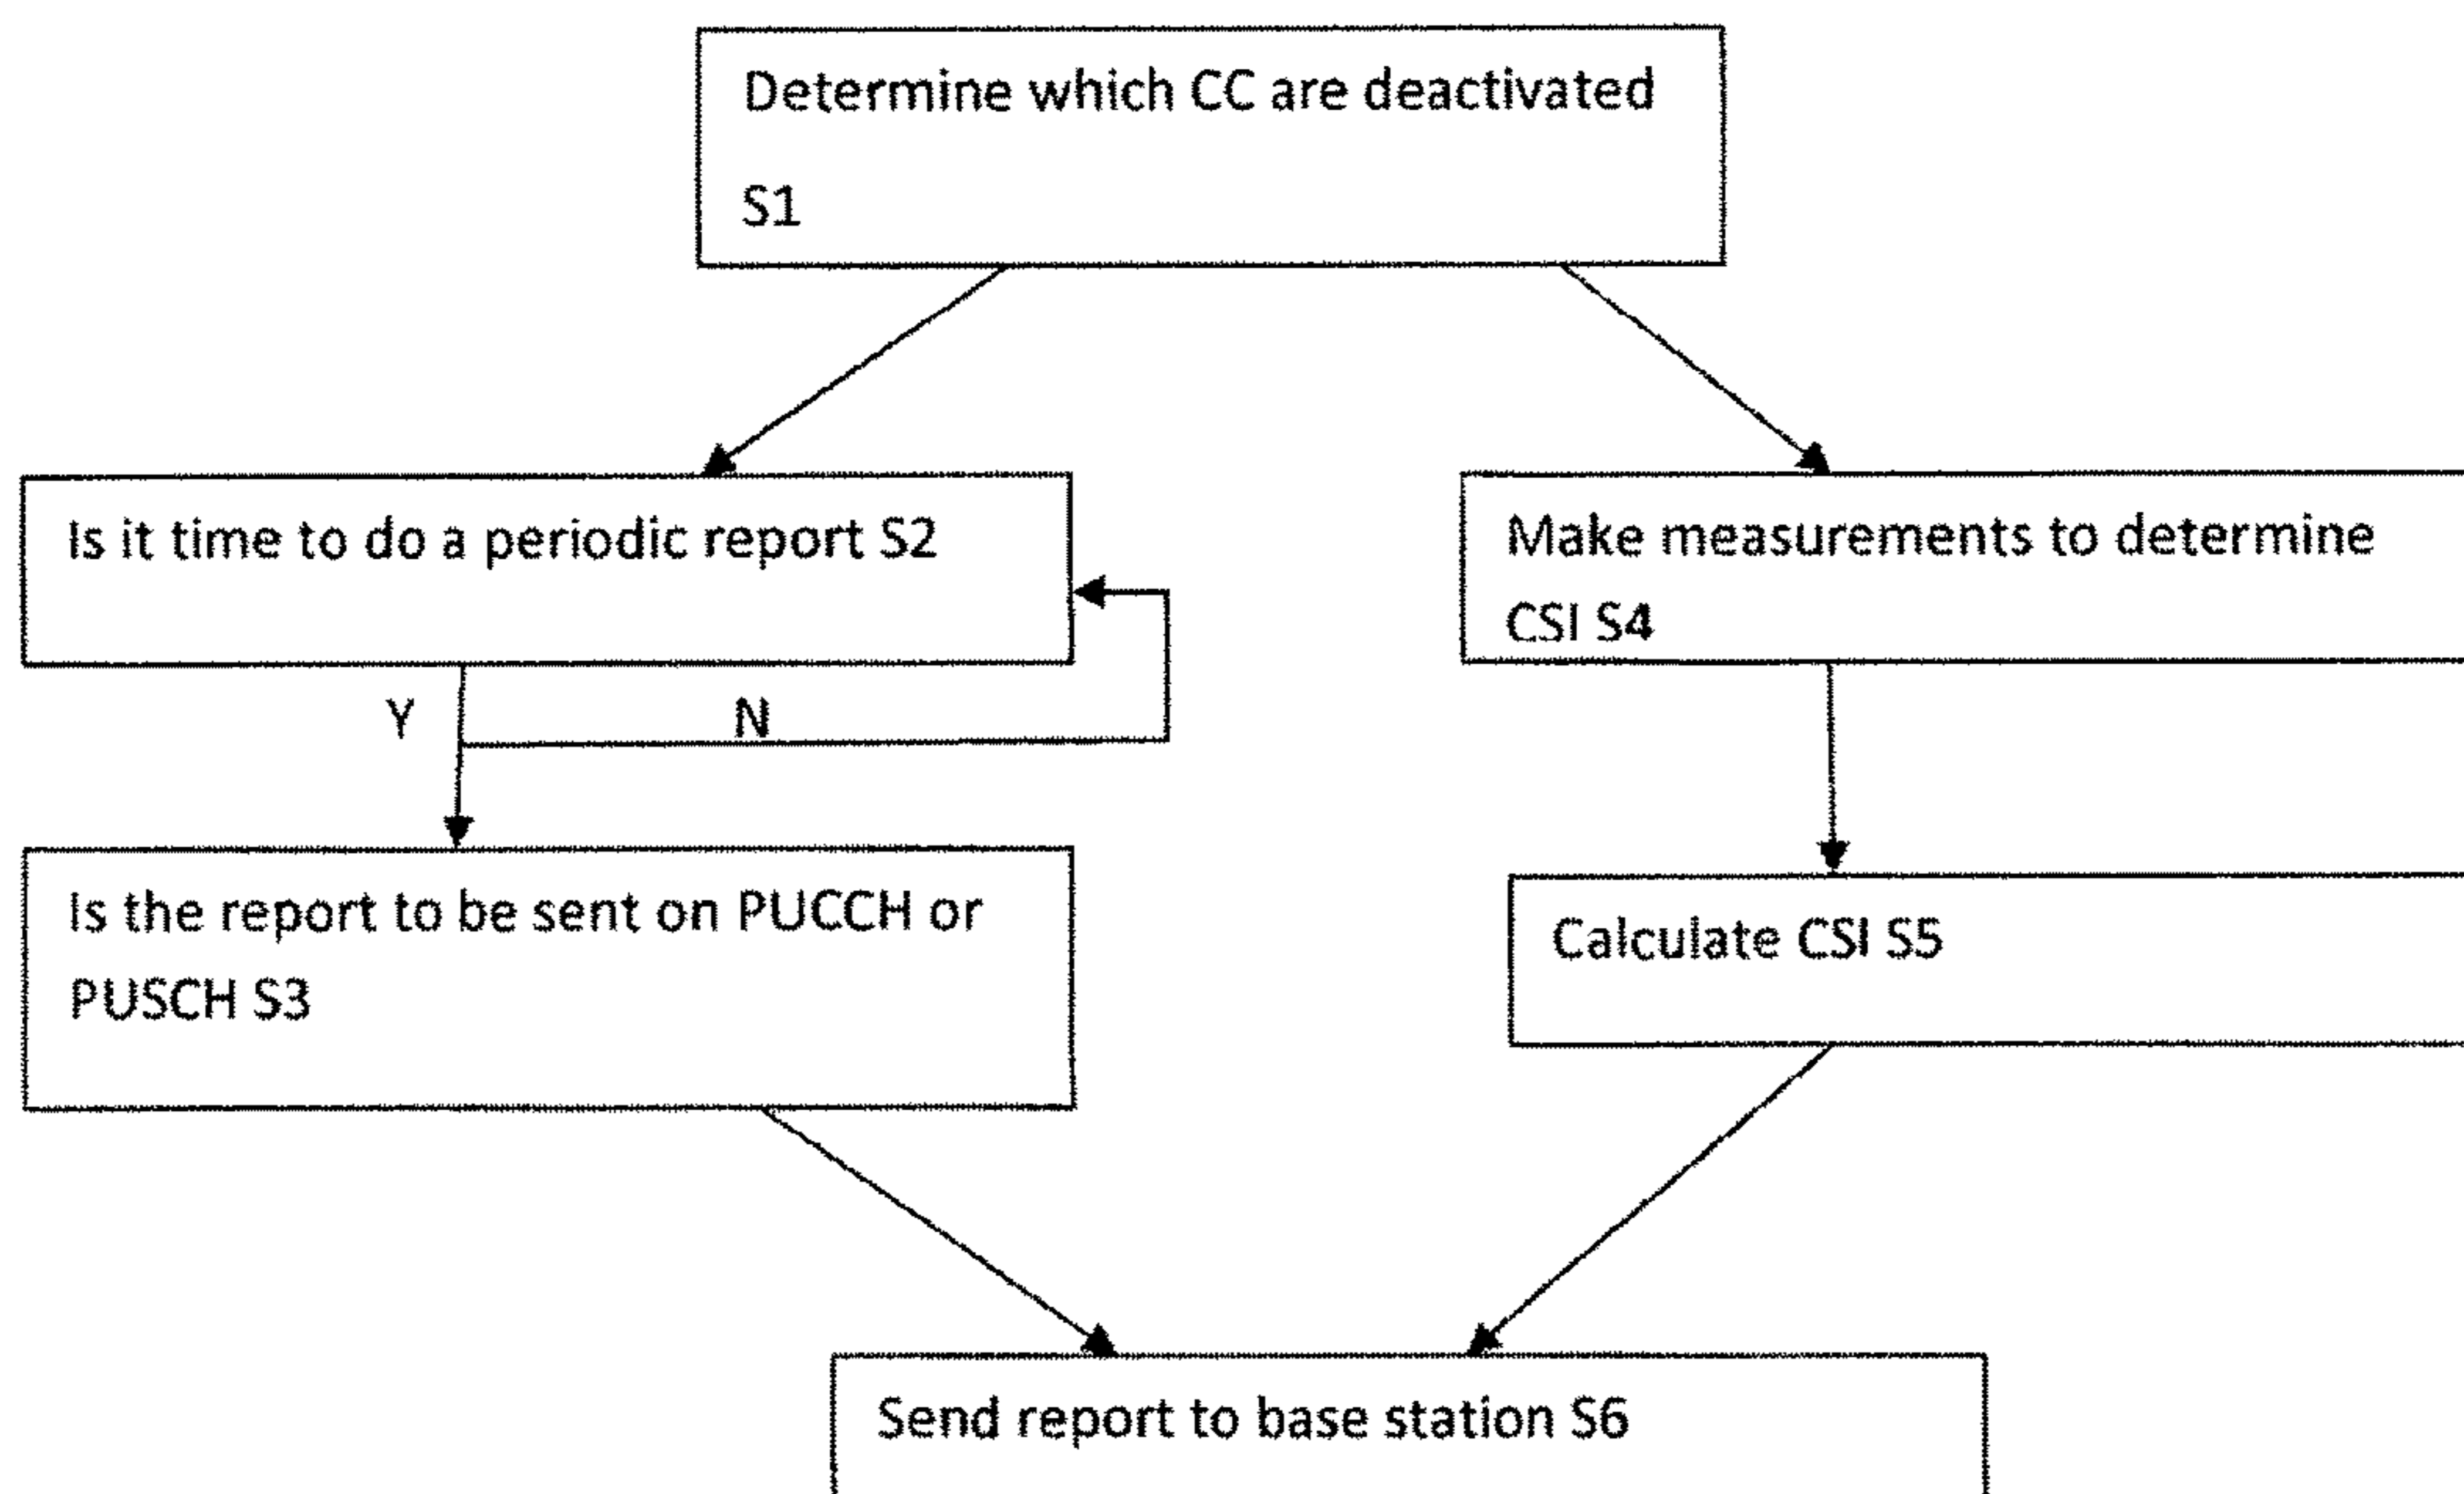 Determine which CC are deactivated
S1
Is it time to do a periodic report S2
Make measurements to determine
CSI S4
Y
N
Is the report to be sent on PUCCH or
PUSCH S3
Calculate CSI S5
Send report to base station S6